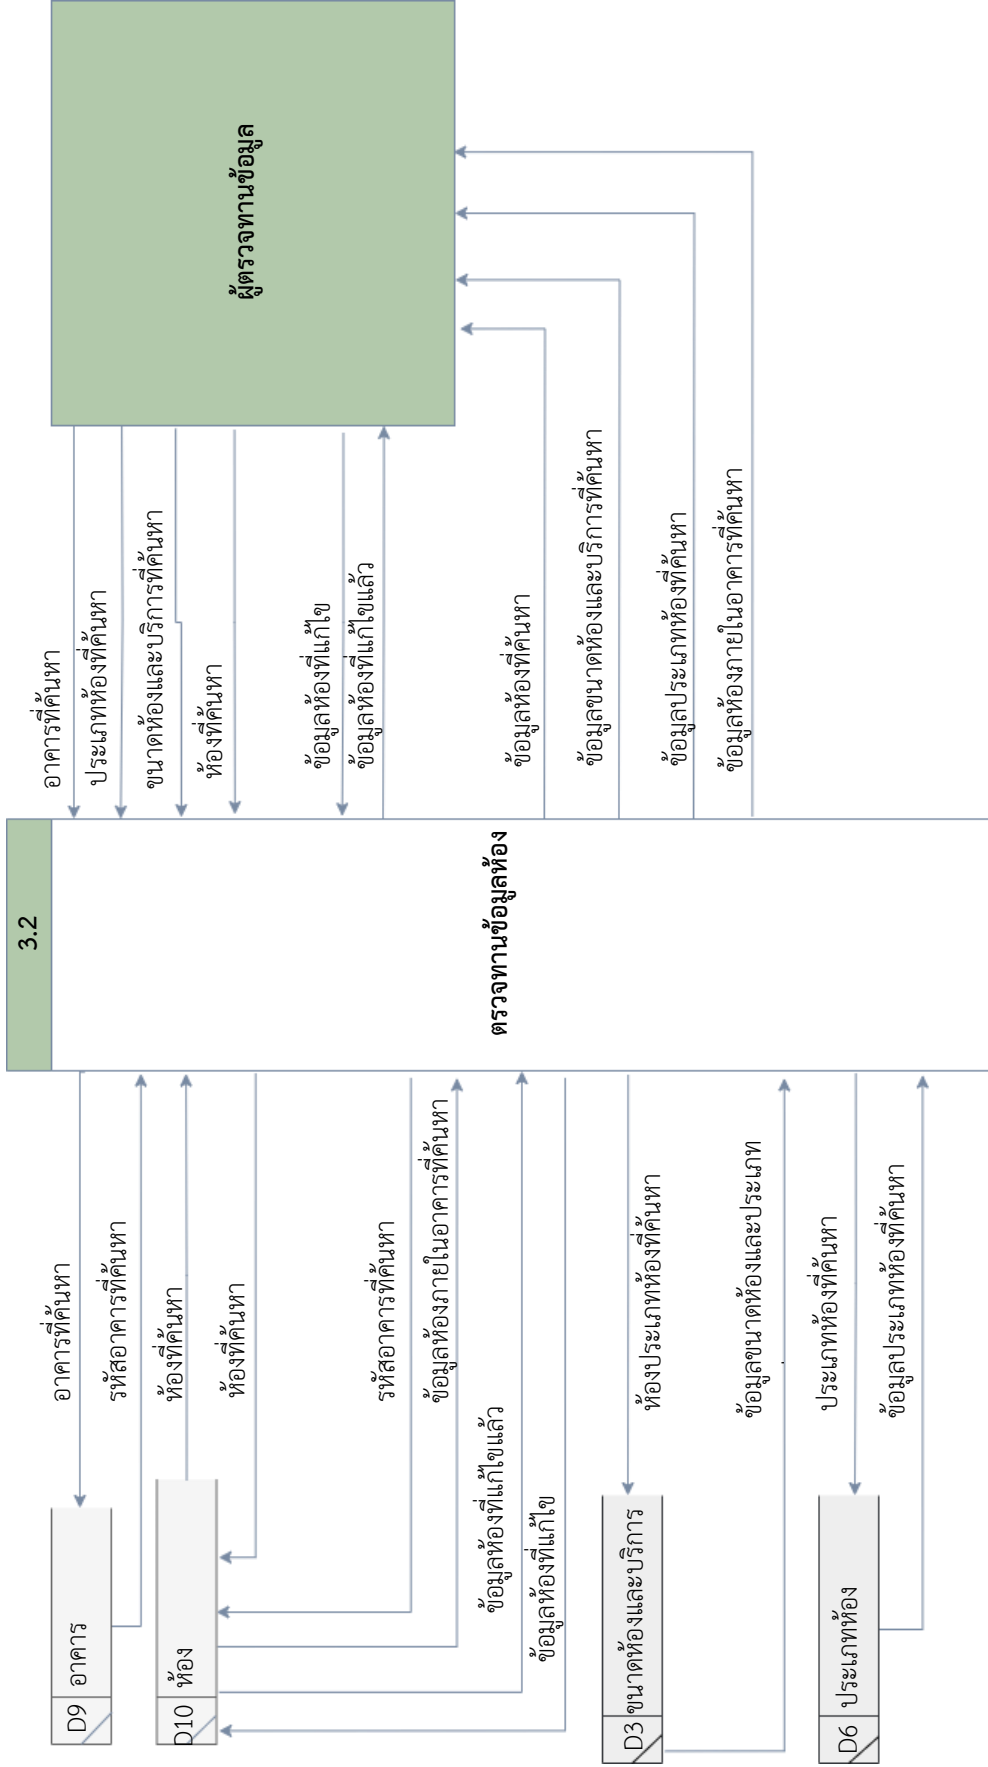 ผู้ตรวจทานข้อมูล
อาคารที่ค้นหา
ประเภทห้องที่ค้นหา
ขนาดห้องและบริการที่ค้นหา
ห้องที่ค้นหา
ข้อมูลห้องที่แก้ไข
ข้อมูลห้องที่แก้ไขแล้ว
ข้อมูลห้องที่ค้นหา
ข้อมูลขนาดห้องและบริการที่ค้นหา
ข้อมูลประเภทห้องที่ค้นหา
ข้อมูลห้องภายในอาคารที่ค้นหา
3.2
ตรวจทานข้อมูลห้อง
อาคารที่ค้นหา
รหัสอาคารที่ค้นหา
ห้องที่ค้นหา
ห้องที่ค้นหา
รหัสอาคารที่ค้นหา
ข้อมูลห้องภายในอาคารที่ค้นหา
ข้อมูลห้องที่แก้ไขแล้ว
ข้อมูลห้องที่แก้ไข
ห้องประเภทห้องที่ค้นหา
ข้อมูลขนาดห้องและประเภท
ประเภทห้องที่ค้นหา
ข้อมูลประเภทห้องที่ค้นหา
D9 อาคาร
D10 ห้อง
D3 ขนาดห้องและบริการ
D6 ประเภทห้อง